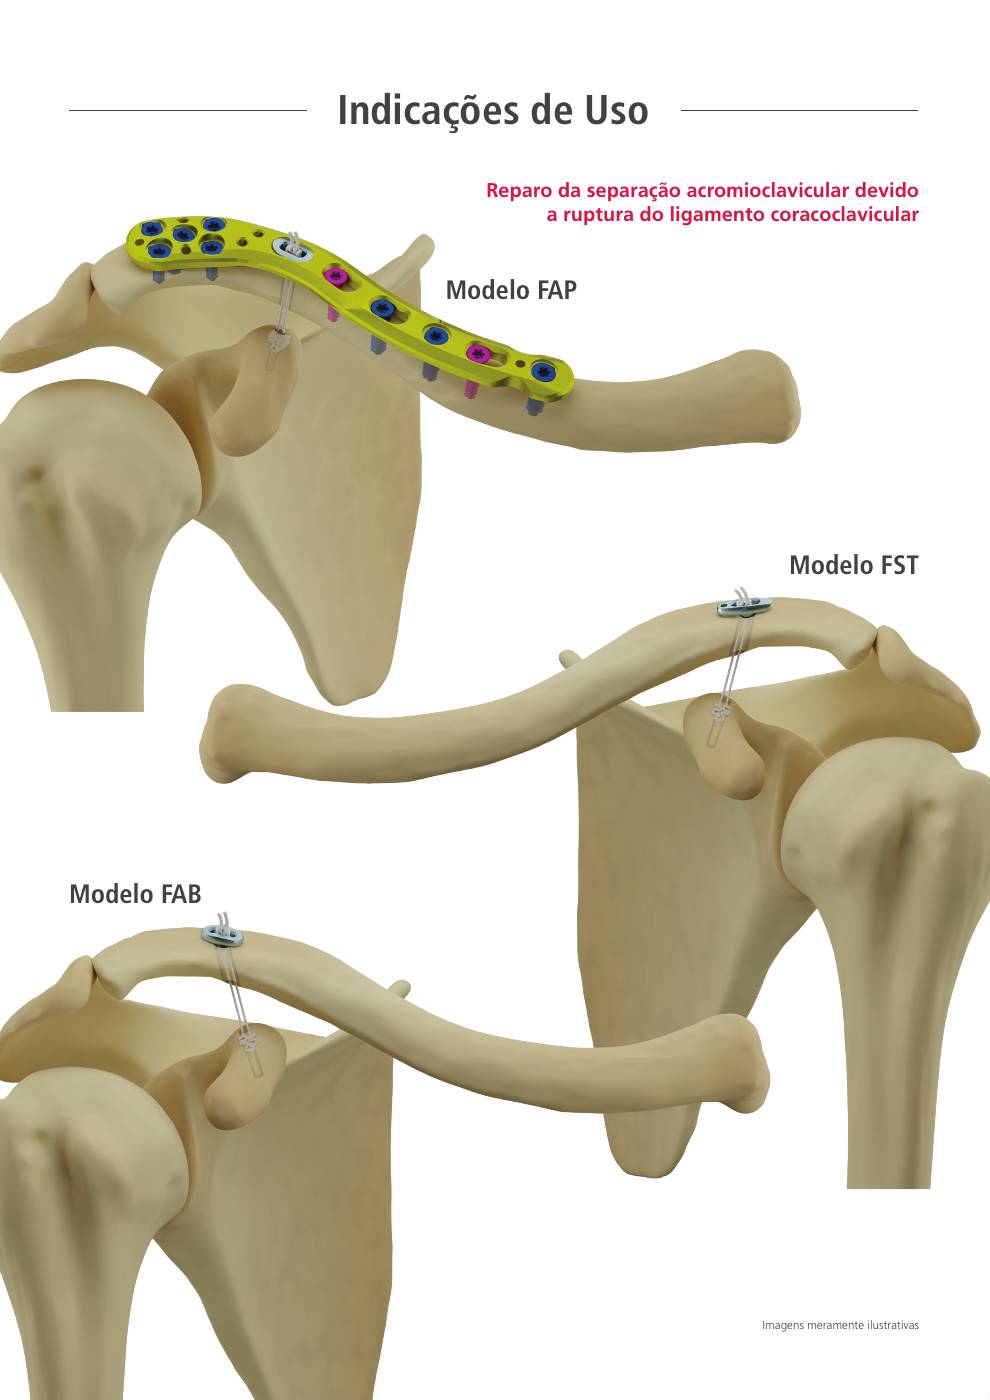 Indicações de Uso
Reparo da separação acromioclavicular devido
a ruptura do ligamento coracoclavicular
Modelo FAP
Modelo FST
Modelo FAB
Imagens meramente ilustrativas